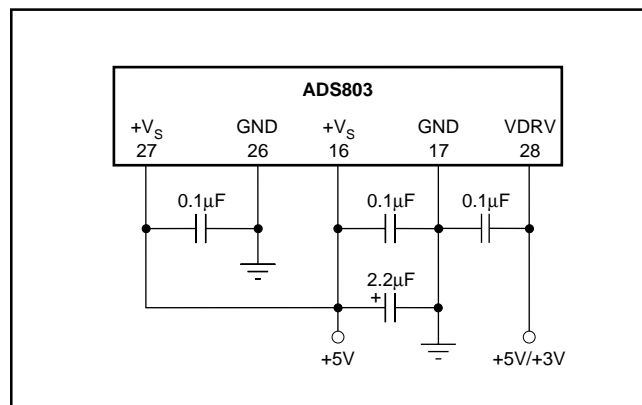 ADS803
+VS GND +VS GND VDRV
27 26 16 17 28
0.1µF 0.1µF 0.1µF
2.2µF
+
+5V +5V/+3V